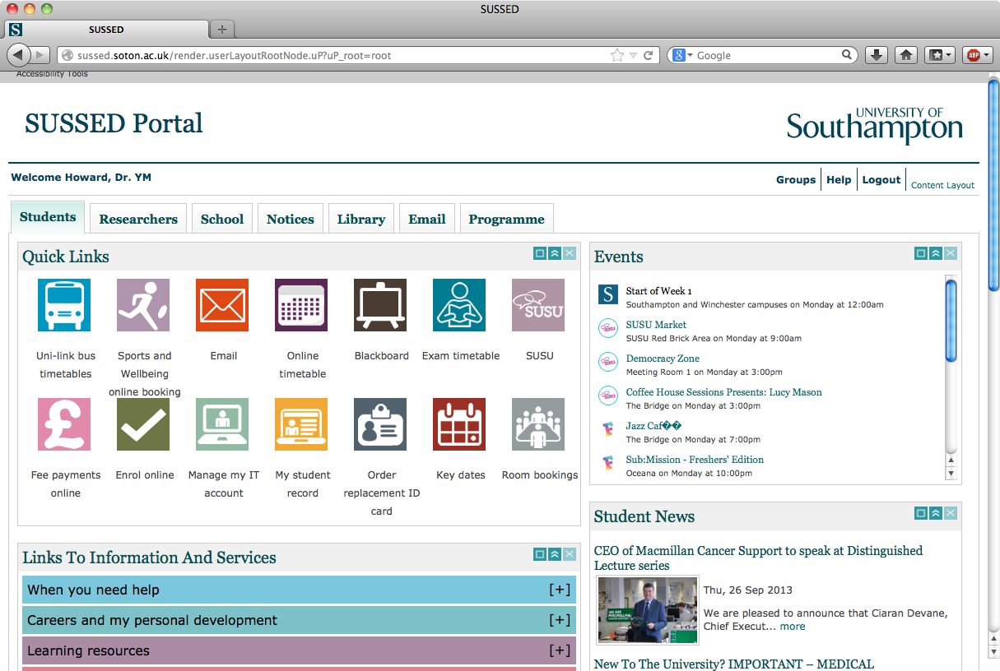 SUSSED
S SUSSED
sussed.soton.ac.uk/render.userLayoutRootNode.uP?uP_root=root
8 Google
ABP
Accessibility Tools
SUSSED Portal
UNIVERSITY OF
Southampton
Welcome Howard, Dr. YM
Groups Help Logout Content Layout
Students Researchers School Notices Library Email Programme
Quick Links
SUSU
Uni-link bus
timetables
Sports and
Wellbeing
online booking
Email
Online
timetable
Blackboard
Exam timetable
SUSU
£
Fee payments
online
Enrol online
Manage my IT
account
My student
record
Order
replacement ID
card
Key dates
Room bookings
Links To Information And Services
When you need help [+]
Careers and my personal development [+]
Learning resources [+]
Events
S
Start of Week 1
Southampton and Winchester campuses on Monday at 12:00am
SUSU Market
SUSU Red Brick Area on Monday at 9:00am
Democracy Zone
Meeting Room 1 on Monday at 3:00pm
Coffee House Sessions Presents: Lucy Mason
The Bridge on Monday at 3:00pm
Jazz Caf��
The Bridge on Monday at 7:00pm
Sub:Mission - Freshers' Edition
Oceana on Monday at 10:00pm
Student News
CEO of Macmillan Cancer Support to speak at Distinguished
Lecture series
WE ARE
MACMILLAN.
CANCER SUPPORT
Thu, 26 Sep 2013
We are pleased to announce that Ciaran Devane,
Chief Execut... more
New To The University? IMPORTANT – MEDICAL